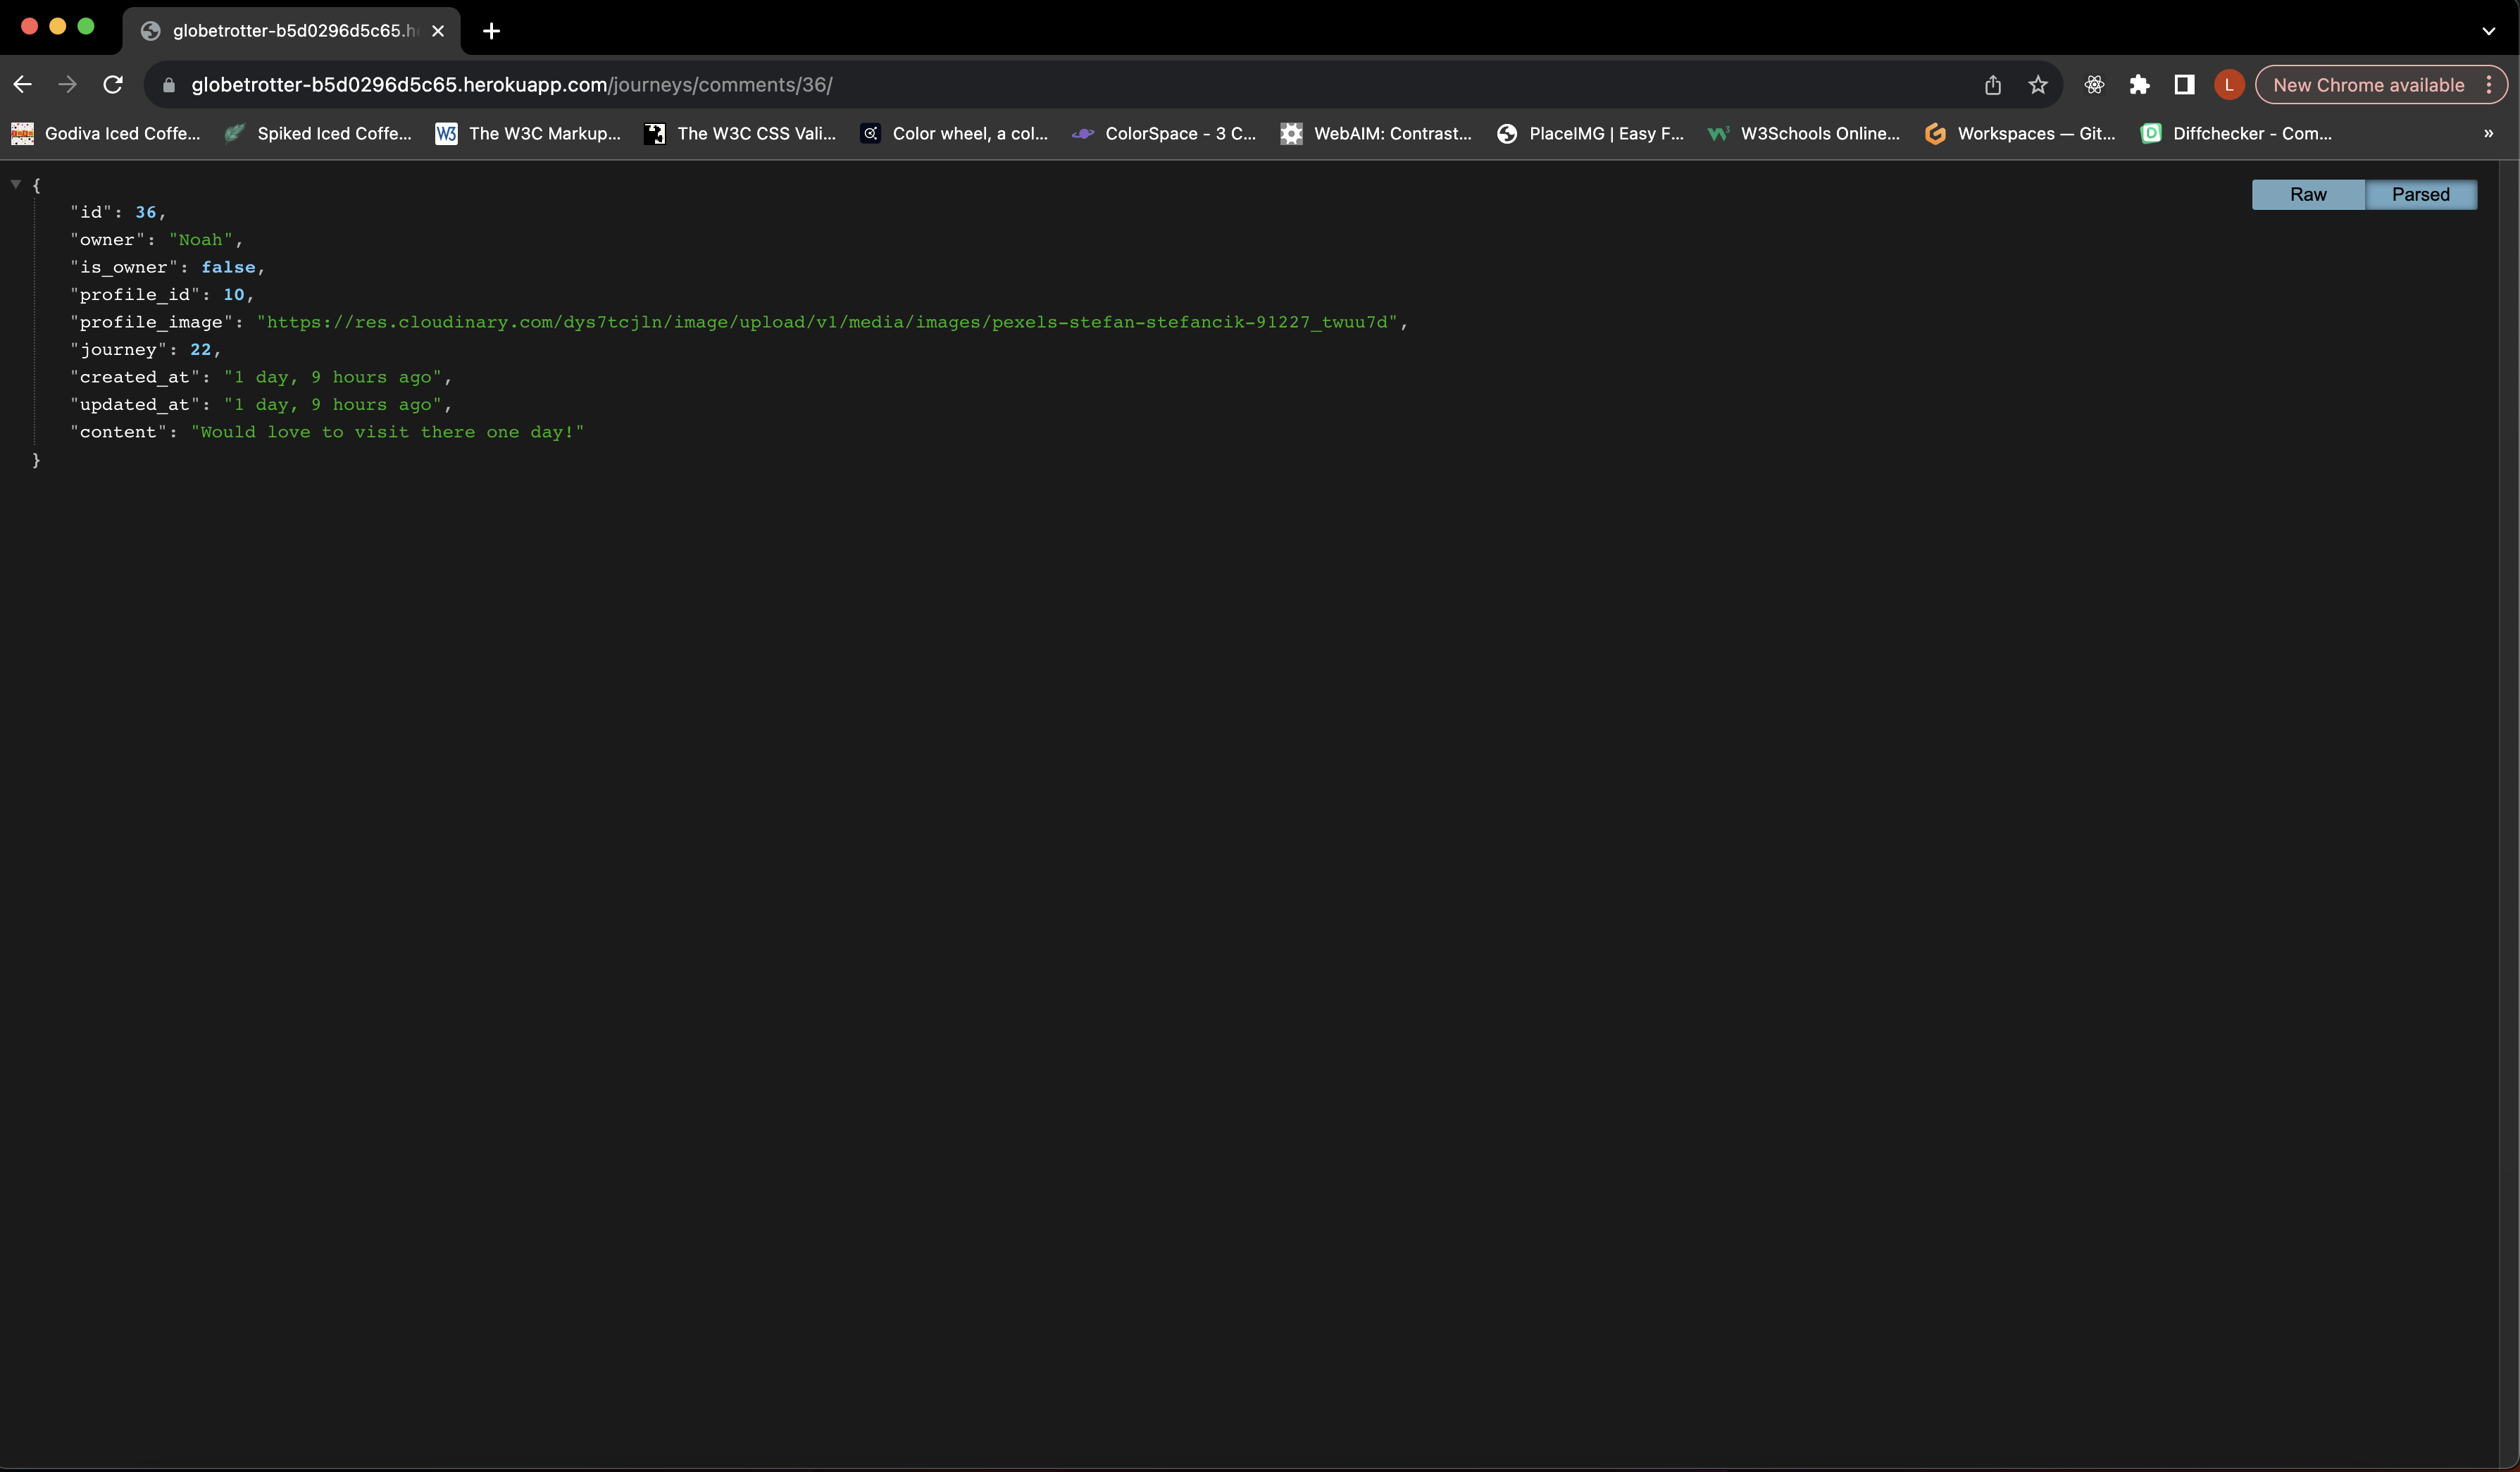 globetrotter-b5d0296d5c65.h
globetrotter-b5d0296d5c65.herokuapp.com/journeys/comments/36/
L
New Chrome available
Godiva Iced Coffe... Spiked Iced Coffe... W3 The W3C Markup... The W3C CSS Vali... Color wheel, a col... ColorSpace - 3 C... WebAIM: Contrast... PlaceIMG | Easy F... W3Schools Online... Workspaces — Git... D Diffchecker - Com... »
Raw Parsed
{
"id": 36,
"owner": "Noah",
"is_owner": false,
"profile_id": 10,
"profile_image": "https://res.cloudinary.com/dys7tcjln/image/upload/v1/media/images/pexels-stefan-stefancik-91227_twuu7d",
"journey": 22,
"created_at": "1 day, 9 hours ago",
"updated_at": "1 day, 9 hours ago",
"content": "Would love to visit there one day!"
}